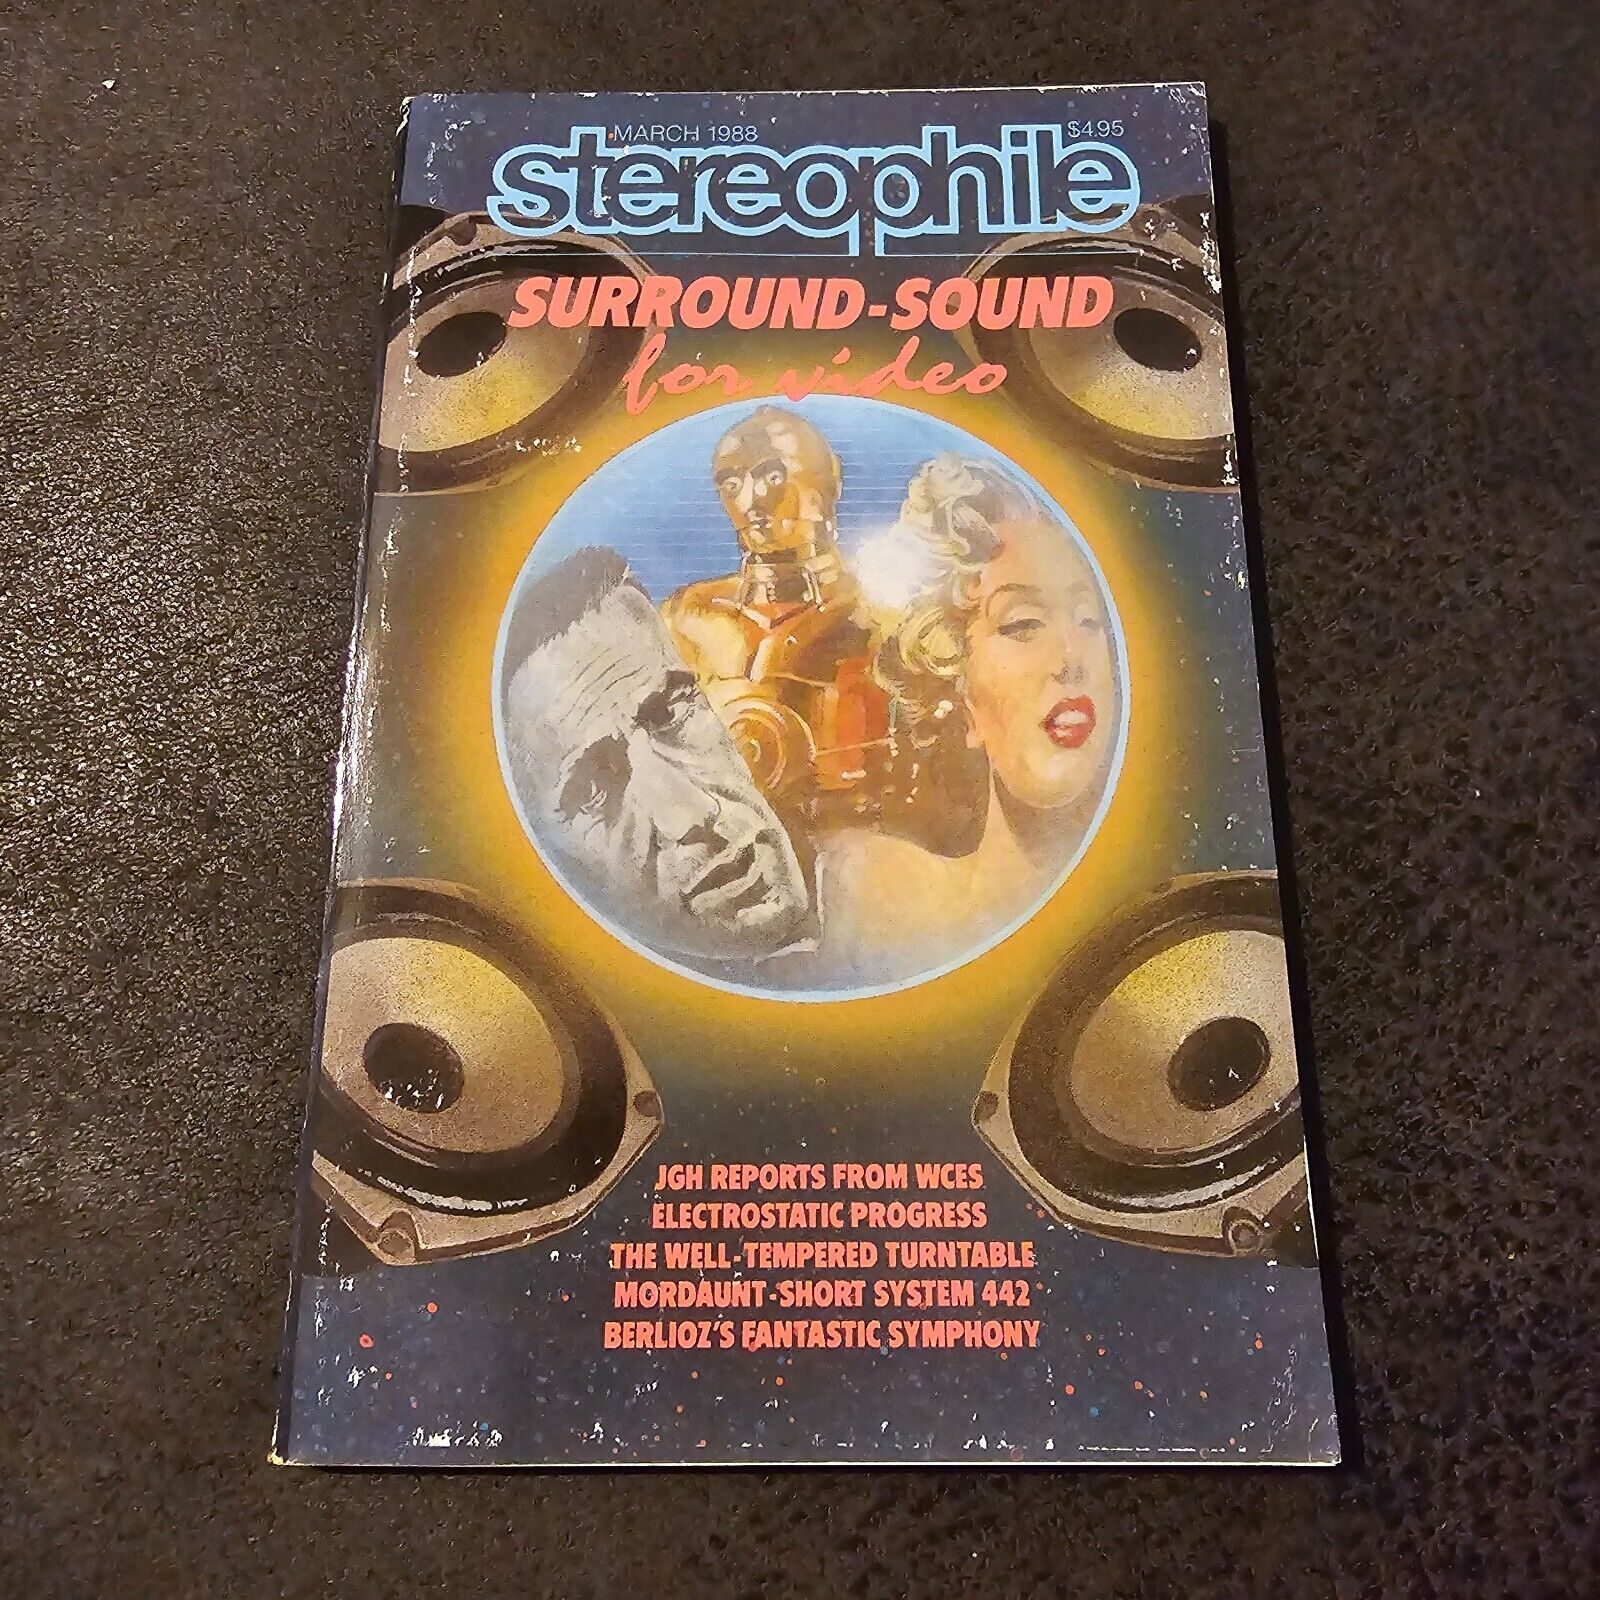 MARCH 1988 $4.95
stereophile
SURROUND-SOUND
for video
JGH REPORTS FROM WCES
ELECTROSTATIC PROGRESS
THE WELL-TEMPERED TURNTABLE
MORDAUNT-SHORT SYSTEM 442
BERLIOZ'S FANTASTIC SYMPHONY